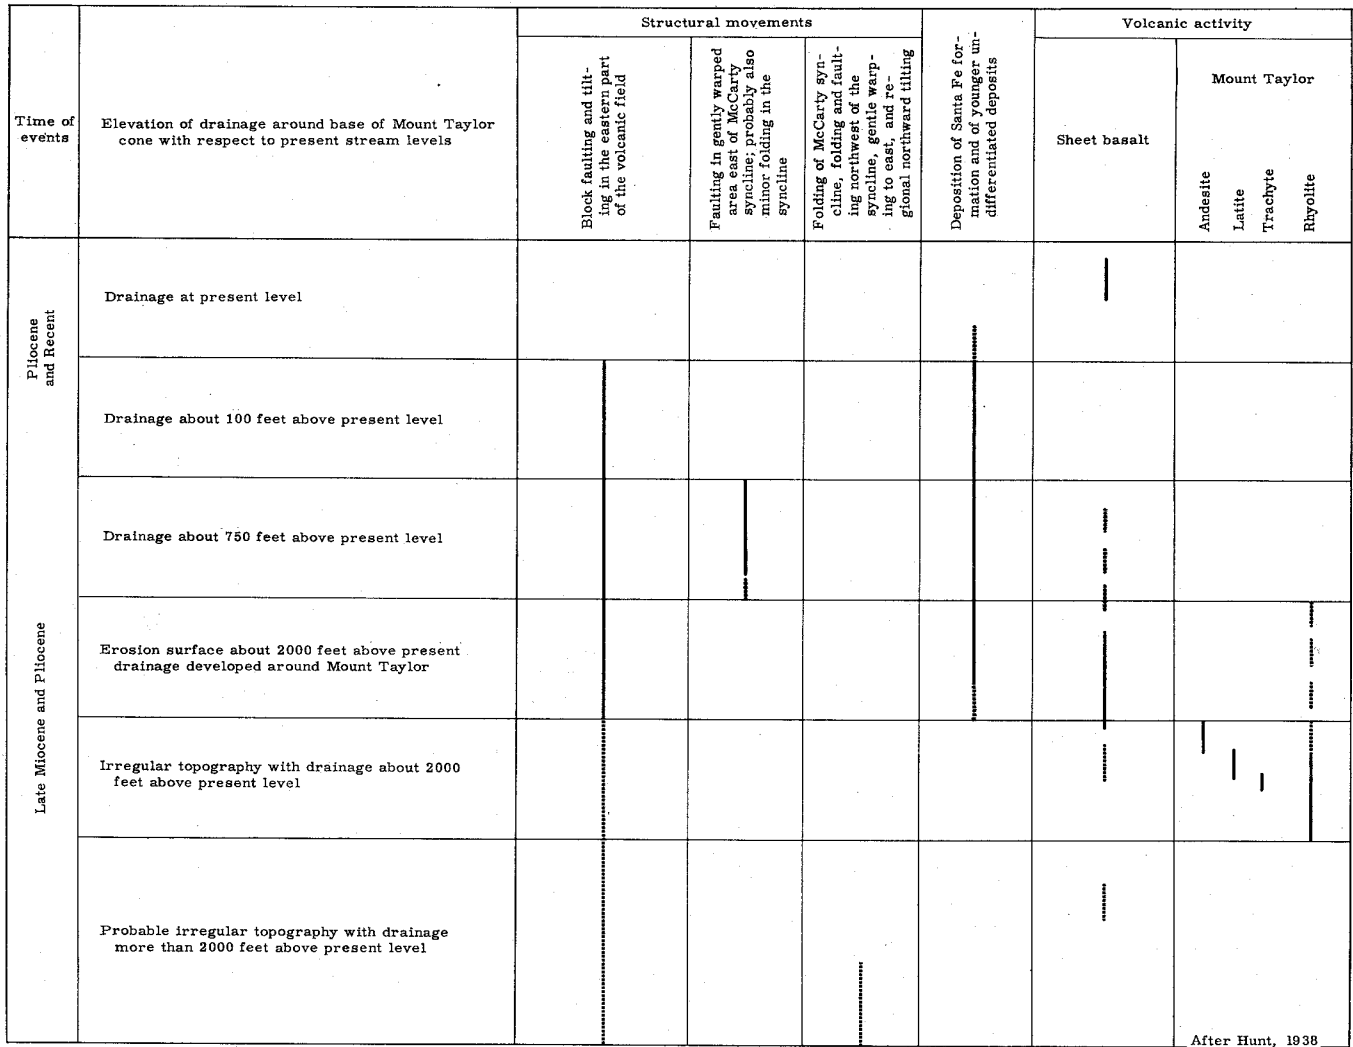 Structural movements
Volcanic activity
Time of
events
Elevation of drainage around base of Mount Taylor
cone with respect to present stream levels
Block faulting and tilt-
ing in the eastern part
of the volcanic field
Faulting in gently warped
area east of McCarty
syncline; probably also
minor folding in the
syncline
Folding of McCarty syn-
cline, folding and fault-
ing northwest of the
syncline, gentle warp-
ing to east, and re-
gional northward tilting
Deposition of Santa Fe for-
mation and of younger un-
differentiated deposits
Sheet basalt
Mount Taylor
Andesite
Latite
Trachyte
Rhyolite
Pliocene
and Recent
Drainage at present level
Drainage about 100 feet above present level
Late Miocene and Pliocene
Drainage about 750 feet above present level
Erosion surface about 2000 feet above present
drainage developed around Mount Taylor
Irregular topography with drainage about 2000
feet above present level
Probable irregular topography with drainage
more than 2000 feet above present level
After Hunt, 1938